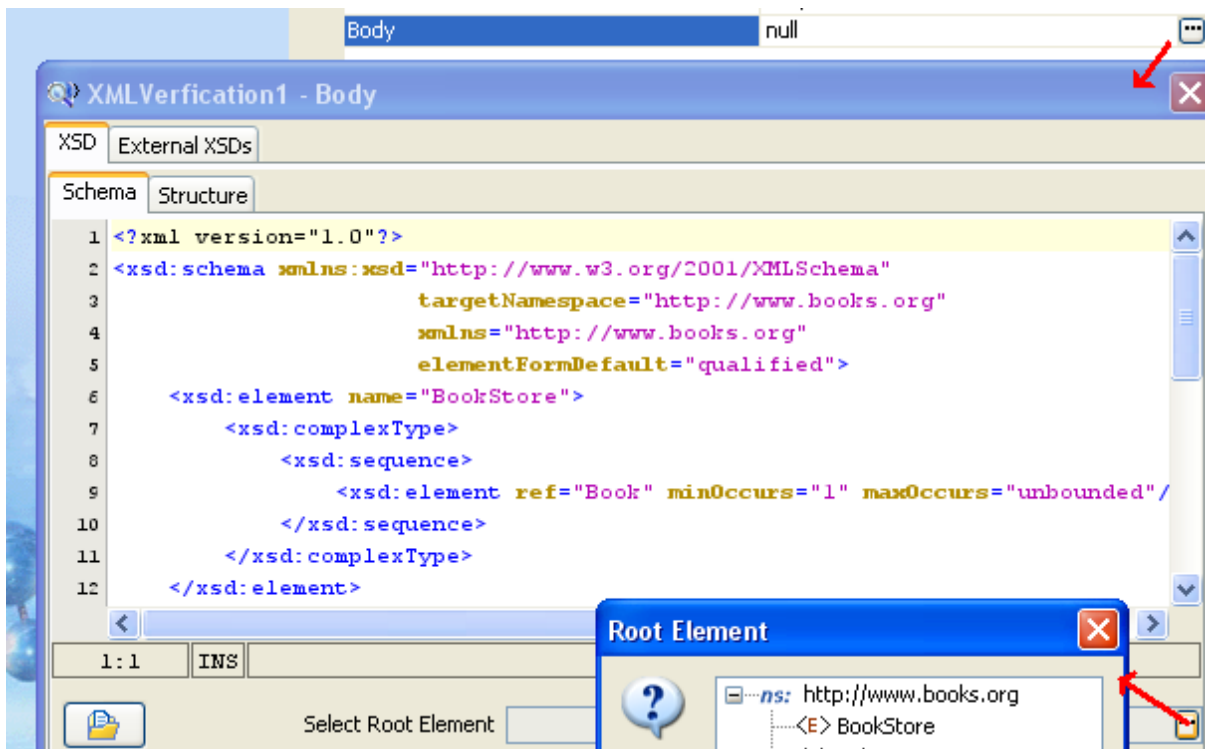 Body null
XMLVerfication1 - Body
XSD External XSDs
Schema Structure
1 <?xml version="1.0"?>
2 <xsd:schema xmlns:xsd="http://www.w3.org/2001/XMLSchema"
3 targetNamespace="http://www.books.org"
4 xmlns="http://www.books.org"
5 elementFormDefault="qualified">
6 <xsd:element name="BookStore">
7 <xsd:complexType>
8 <xsd:sequence>
9 <xsd:element ref="Book" minOccurs="1" maxOccurs="unbounded"/
10 </xsd:sequence>
11 </xsd:complexType>
12 </xsd:element>
Root Element
1:1 INS
ns: http://www.books.org
Select Root Element
<E> BookStore